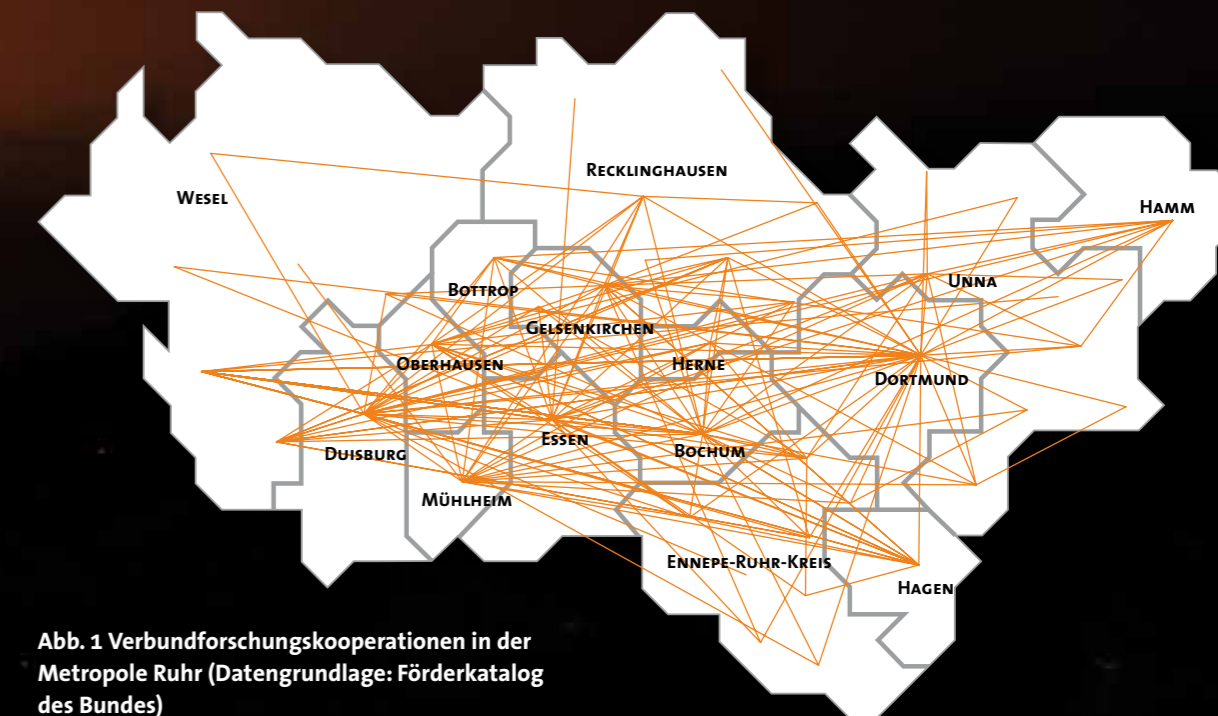 RECKLINGHAUSEN
WESEL
HAMM
UNNA
BOTTROP
GELSENKIRCHEN
OBERHAUSEN
HERNE
DORTMUND
ESSEN
BOCHUM
DUISBURG
MÜHLHEIM
ENNEPE-RUHR-KREIS
HAGEN
Abb. 1 Verbundforschungskooperationen in der
Metropole Ruhr (Datengrundlage: Förderkatalog
des Bundes)